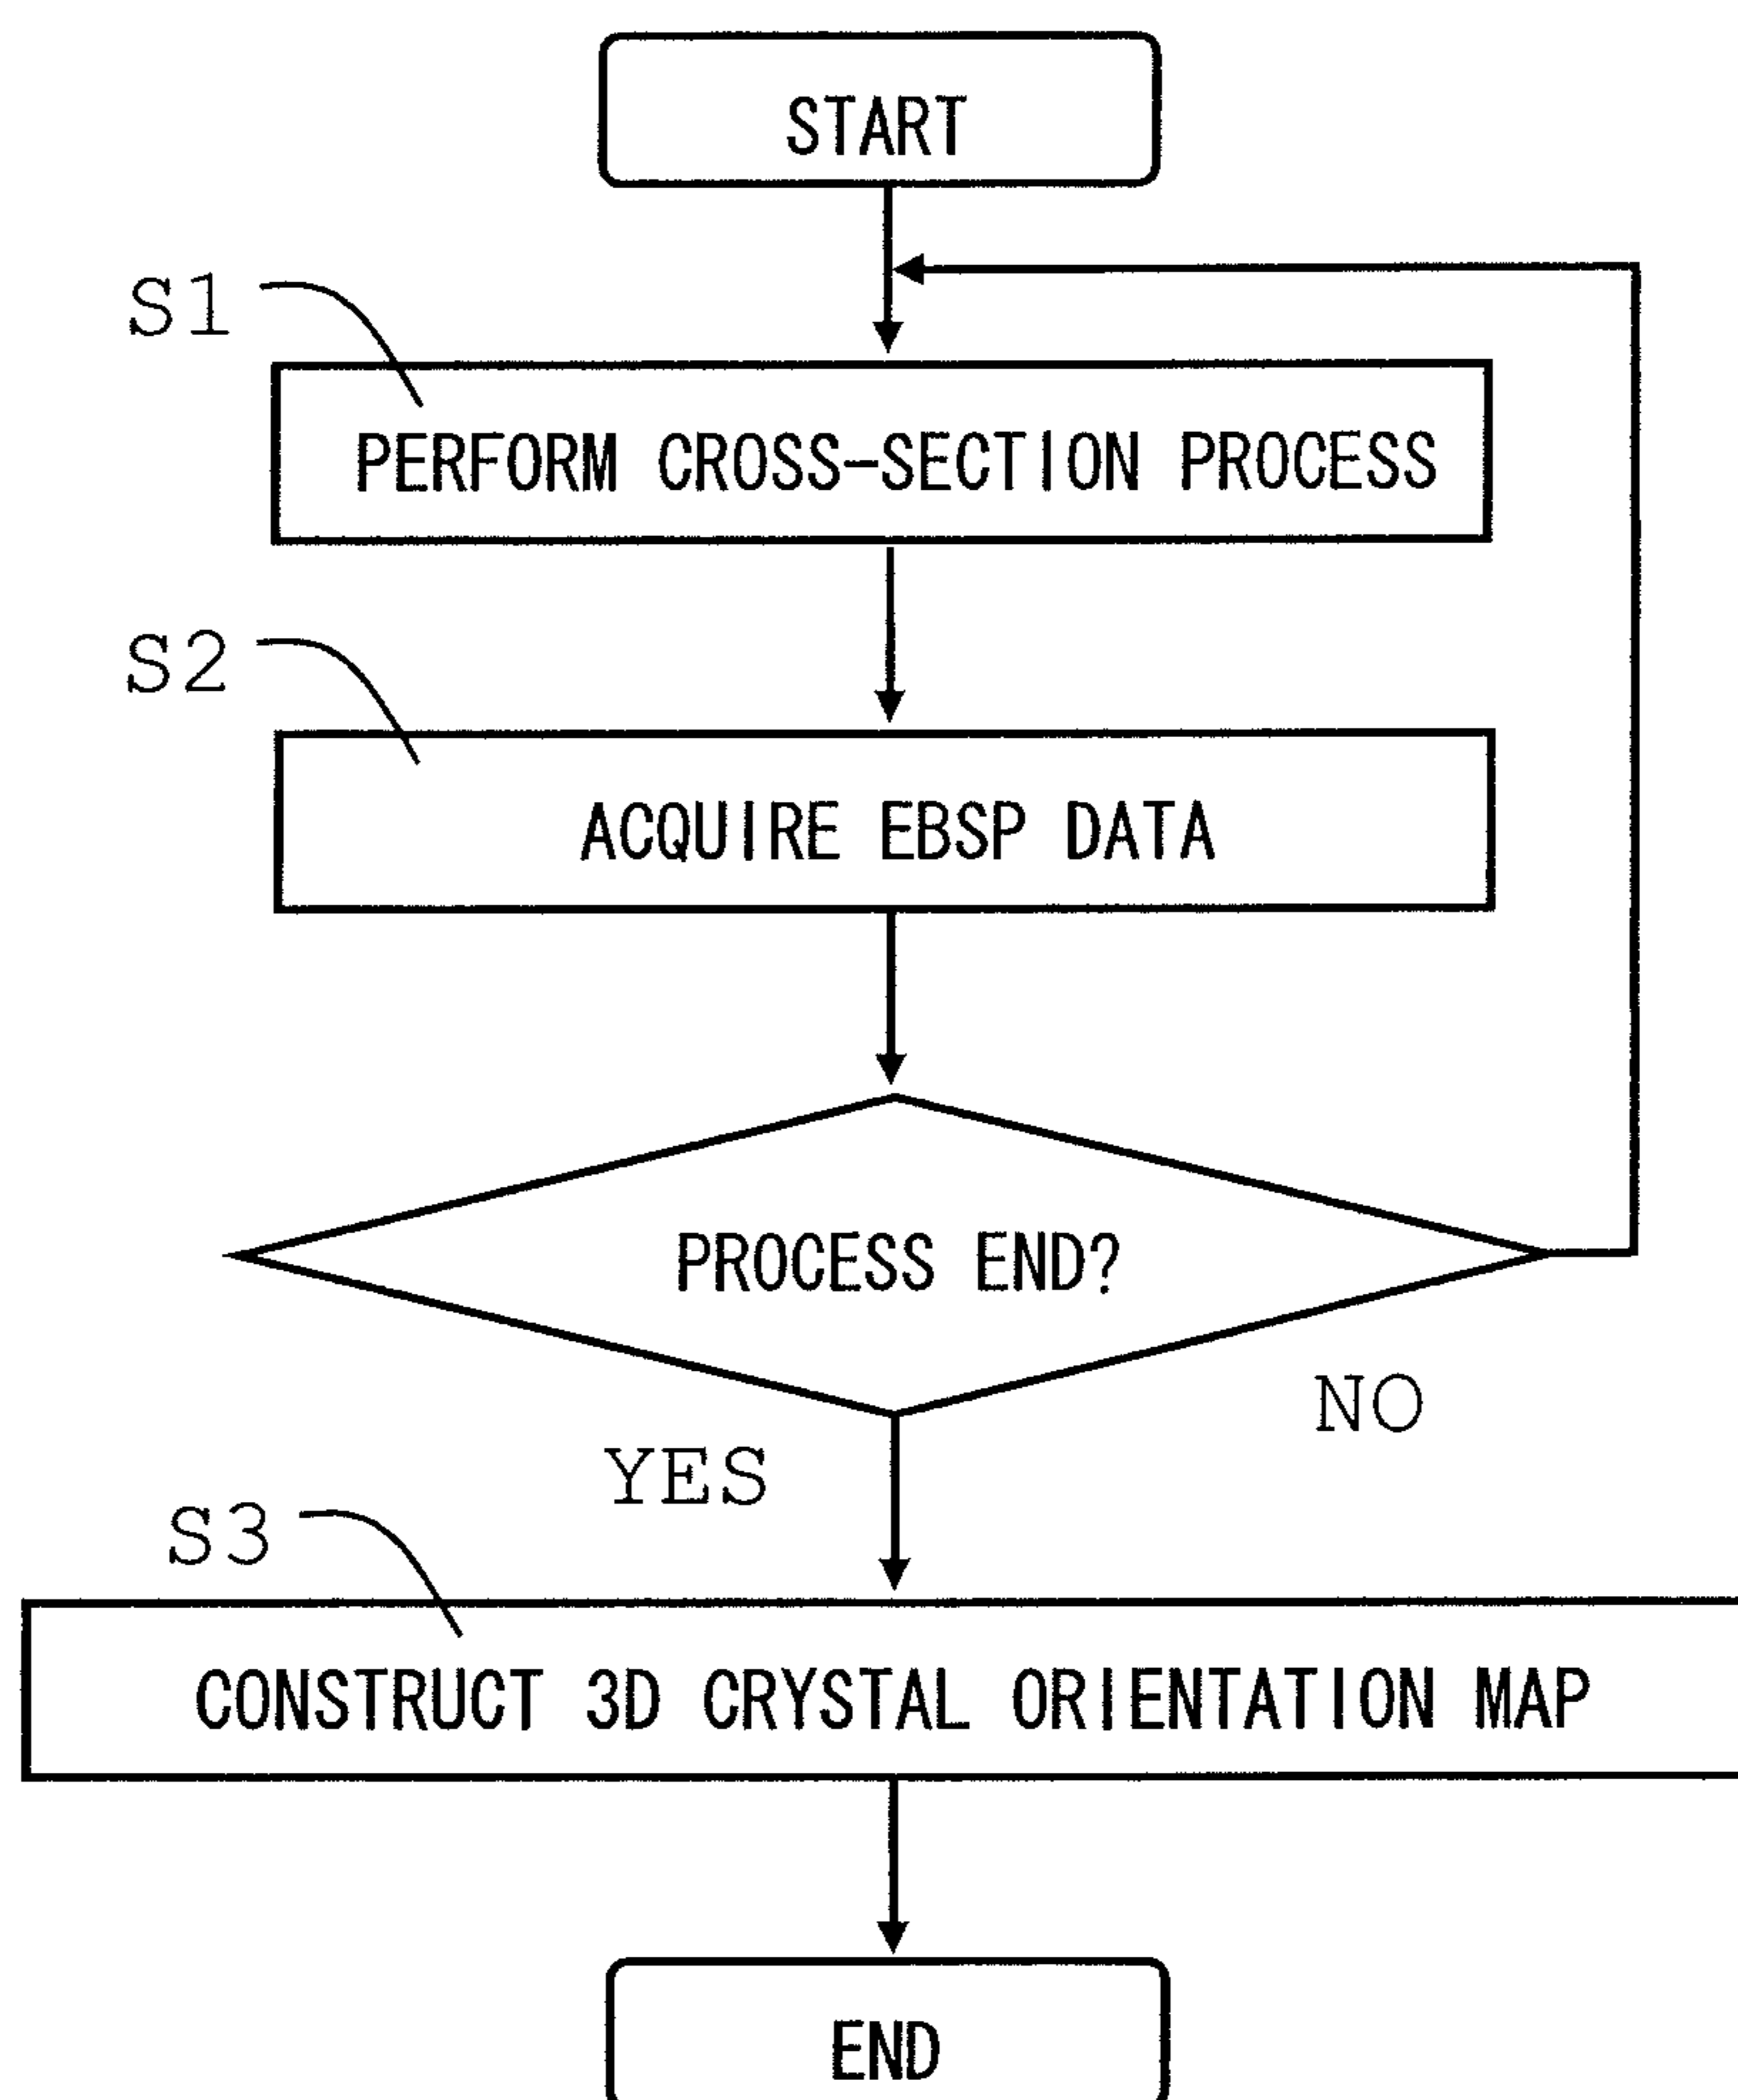 START
S1
PERFORM CROSS-SECTION PROCESS
S2
ACQUIRE EBSP DATA
PROCESS END?
NO
YES
S3
CONSTRUCT 3D CRYSTAL ORIENTATION MAP
END